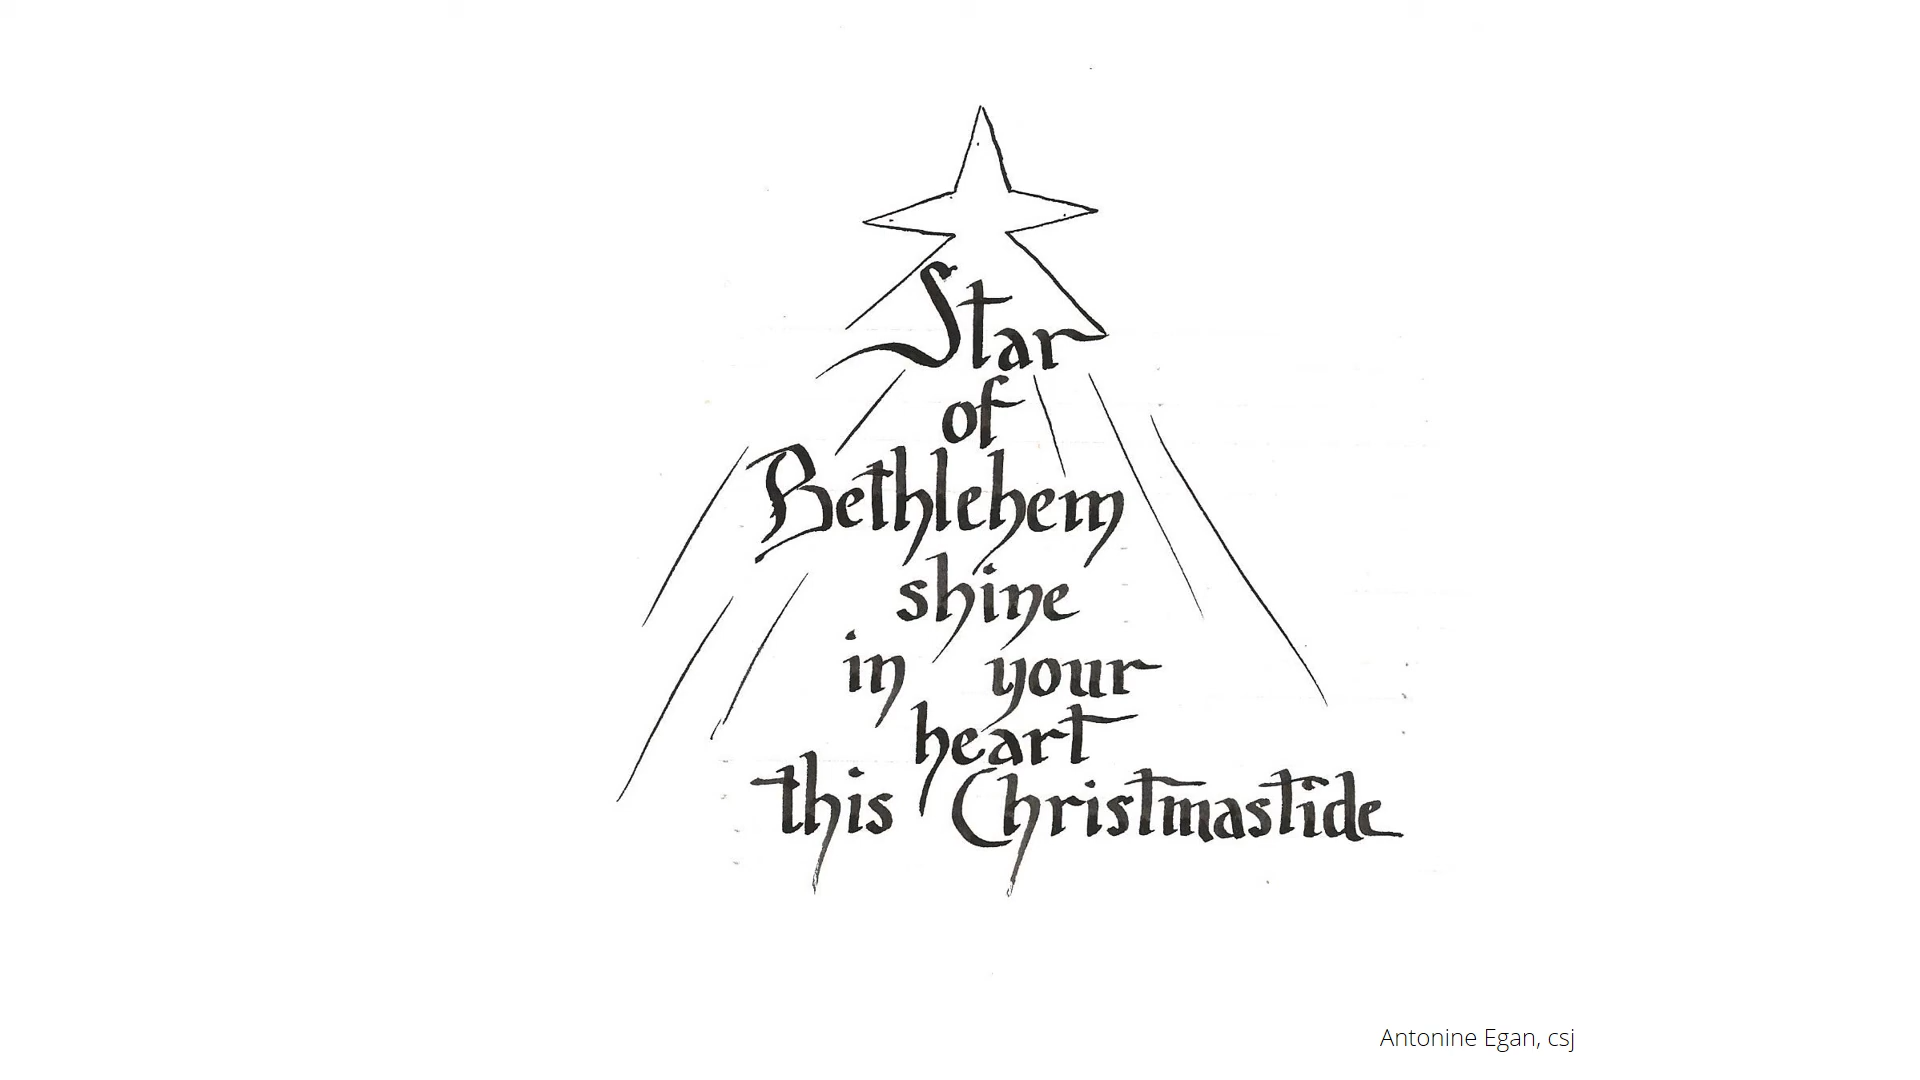 Star
of
Bethlehem
shine
in your
heart
this Christmastide
Antonine Egan, csj